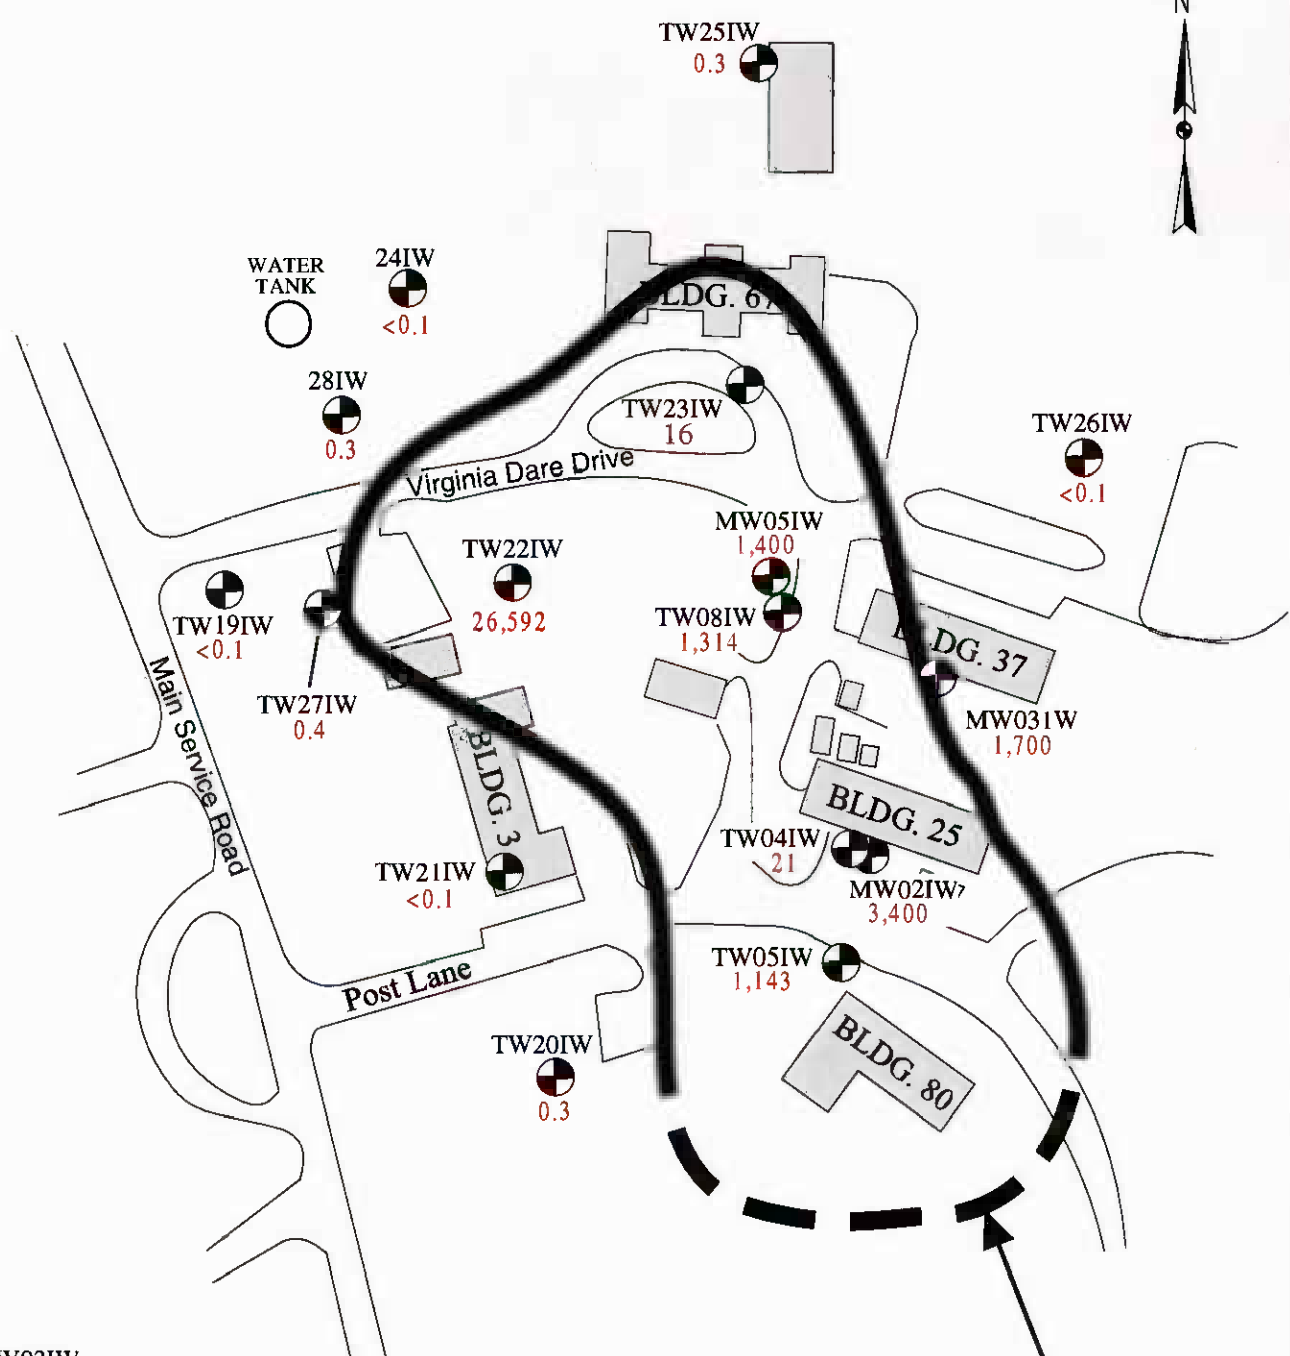 N
TW25IW
0.3
24IW
<0.1
WATER
TANK
BLDG. 67
28IW
0.3
TW23IW
16
TW26IW
<0.1
Virginia Dare Drive
MW05IW
1,400
TW22IW
26,592
TW08IW
1,314
TW19IW
<0.1
BLDG. 37
TW27IW
0.4
MW031W
1,700
Main Service Road
BLDG. 3
BLDG. 25
TW04IW
21
TW21IW
<0.1
MW02IW?
3,400
TW05IW
1,143
Post Lane
BLDG. 80
TW20IW
0.3